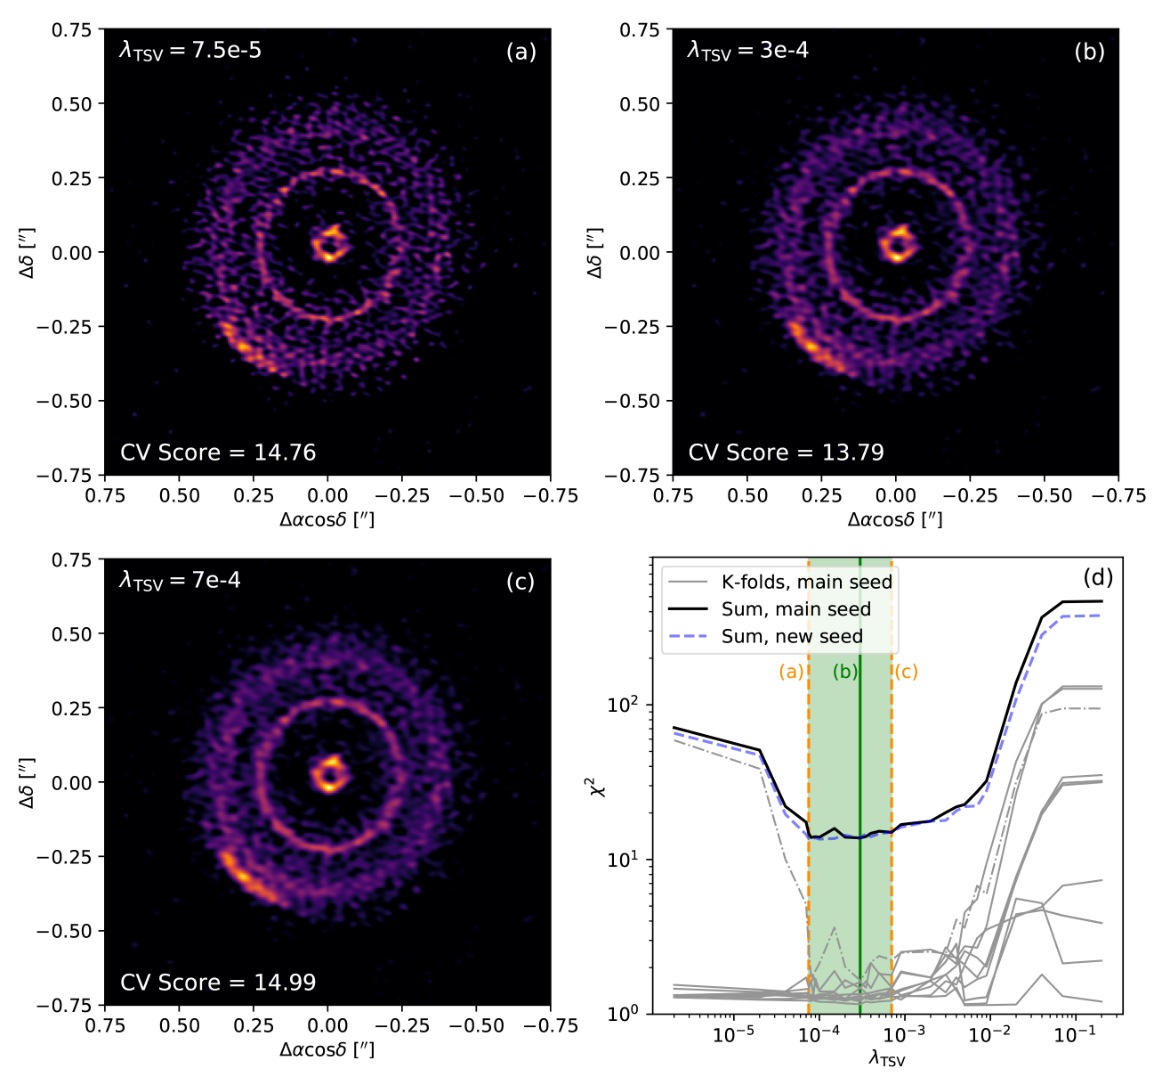 λTSV = 7.5e-5 (a)
0.75
0.50
0.25
0.00
−0.25
−0.50
−0.75
Δδ [″]
CV Score = 14.76
0.75 0.50 0.25 0.00 −0.25 −0.50 −0.75
Δαcosδ [″]
λTSV = 3e-4 (b)
0.75
0.50
0.25
0.00
−0.25
−0.50
−0.75
Δδ [″]
CV Score = 13.79
0.75 0.50 0.25 0.00 −0.25 −0.50 −0.75
Δαcosδ [″]
λTSV = 7e-4 (c)
0.75
0.50
0.25
0.00
−0.25
−0.50
−0.75
Δδ [″]
CV Score = 14.99
0.75 0.50 0.25 0.00 −0.25 −0.50 −0.75
Δαcosδ [″]
(d)
K-folds, main seed
Sum, main seed
Sum, new seed
(a) (b) (c)
10²
10¹
10⁰
χ²
10⁻⁵ 10⁻⁴ 10⁻³ 10⁻² 10⁻¹
λTSV